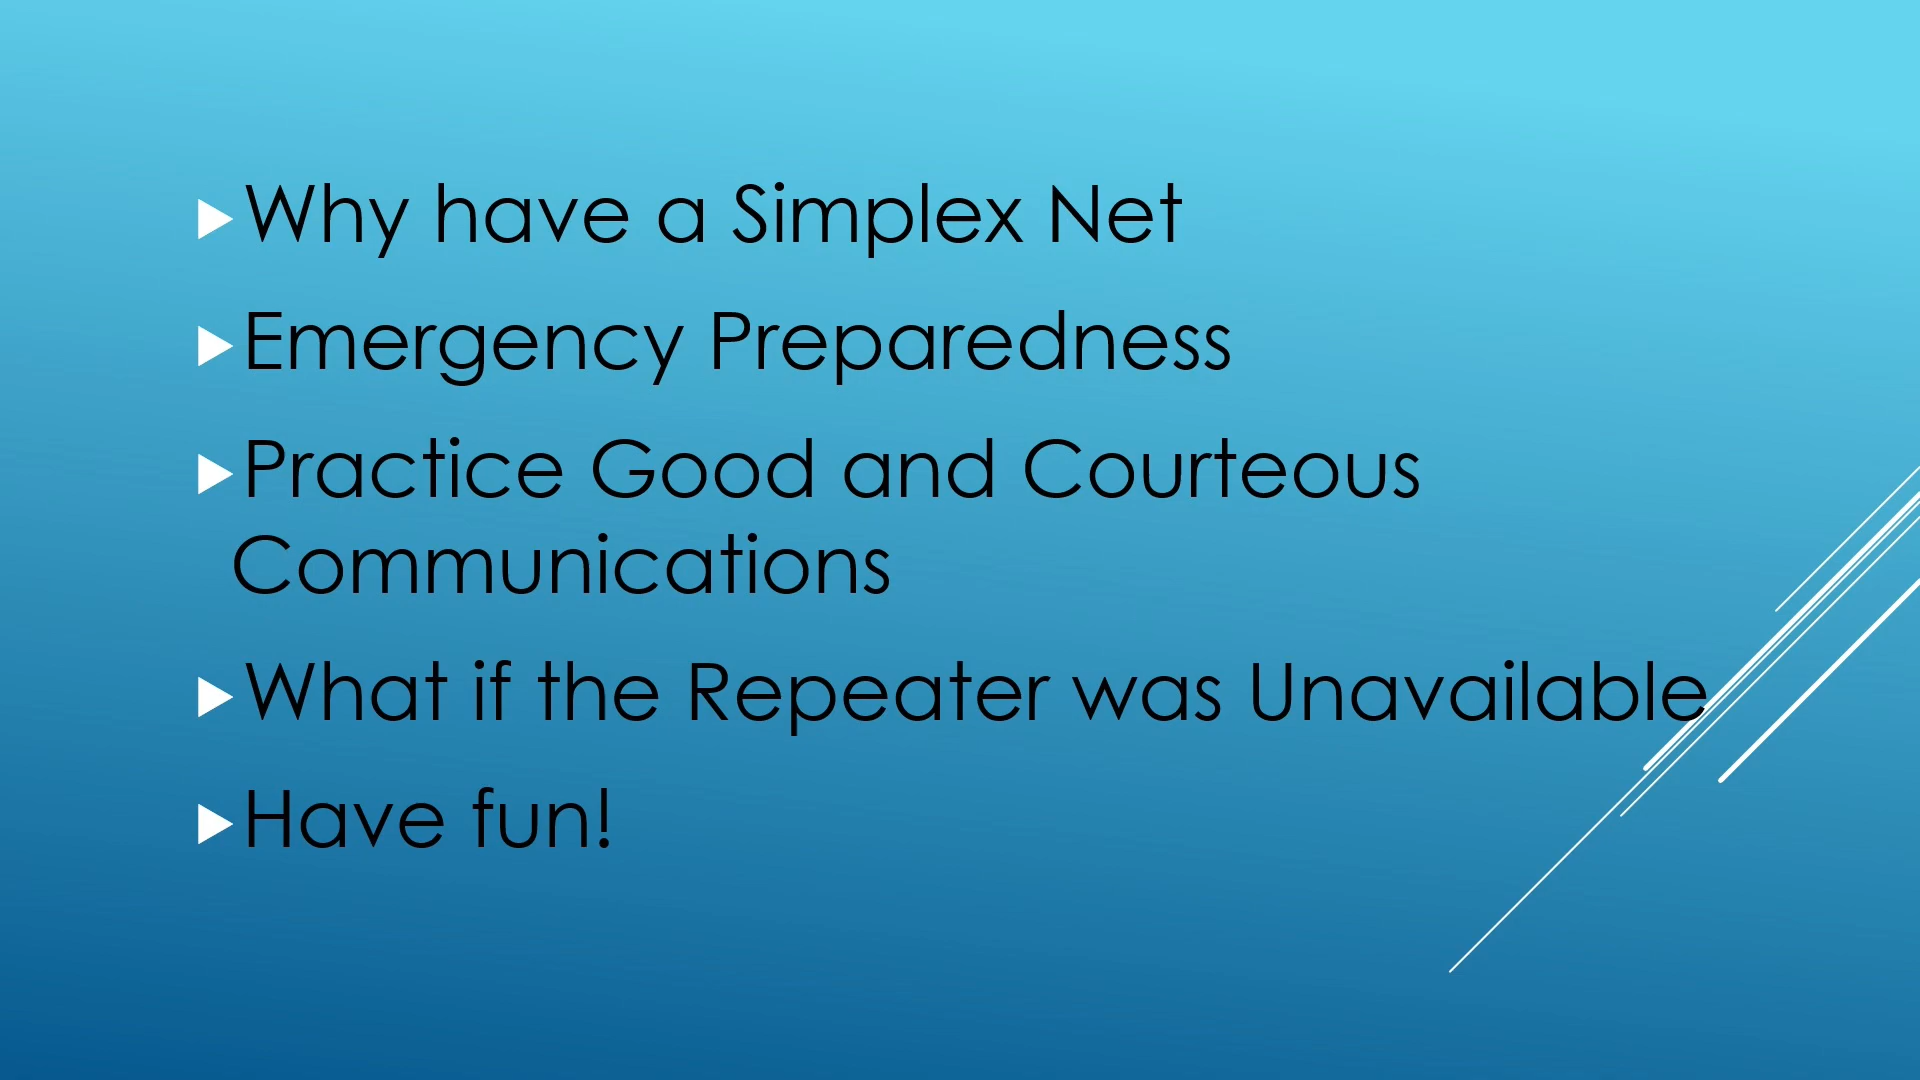 Why have a Simplex Net
Emergency Preparedness
Practice Good and Courteous
Communications
What if the Repeater was Unavailable
Have fun!